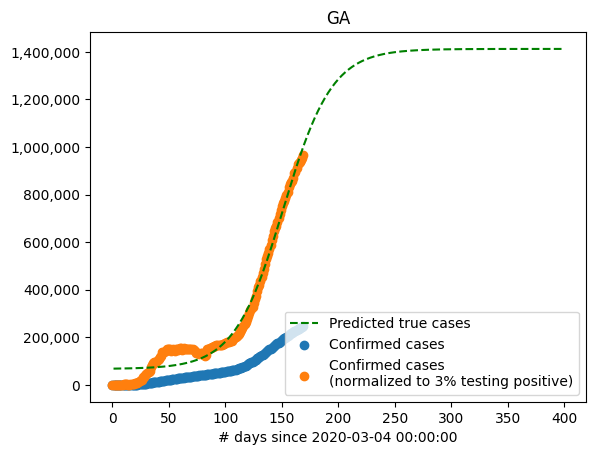 GA
1,400,000
1,200,000
1,000,000
800,000
600,000
400,000
200,000
0
Predicted true cases
Confirmed cases
Confirmed cases
(normalized to 3% testing positive)
0 50 100 150 200 250 300 350 400
# days since 2020-03-04 00:00:00